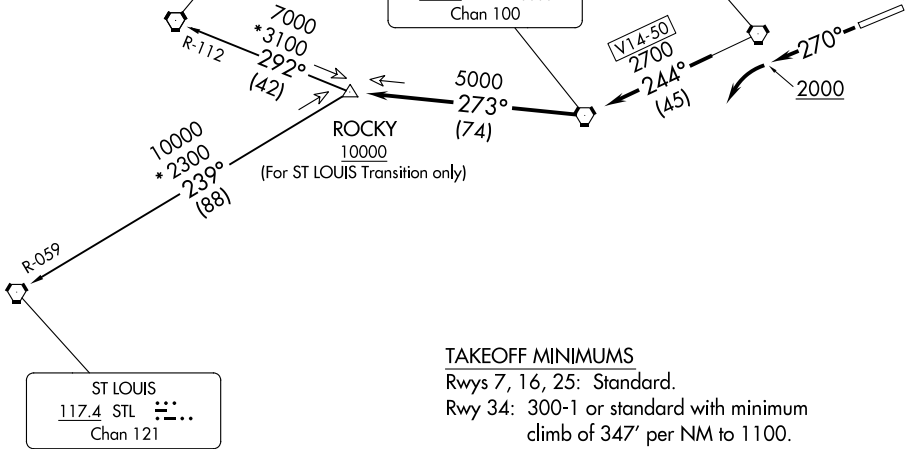 Chan 100
7000
*3100
292°
(42)
R-112
5000
273°
(74)
V14-50
2700
244°
(45)
270°
2000
ROCKY
10000
(For ST LOUIS Transition only)
10000
*2300
239°
(88)
R-059
ST LOUIS
117.4 STL
Chan 121
TAKEOFF MINIMUMS
Rwys 7, 16, 25: Standard.
Rwy 34: 300-1 or standard with minimum
climb of 347' per NM to 1100.